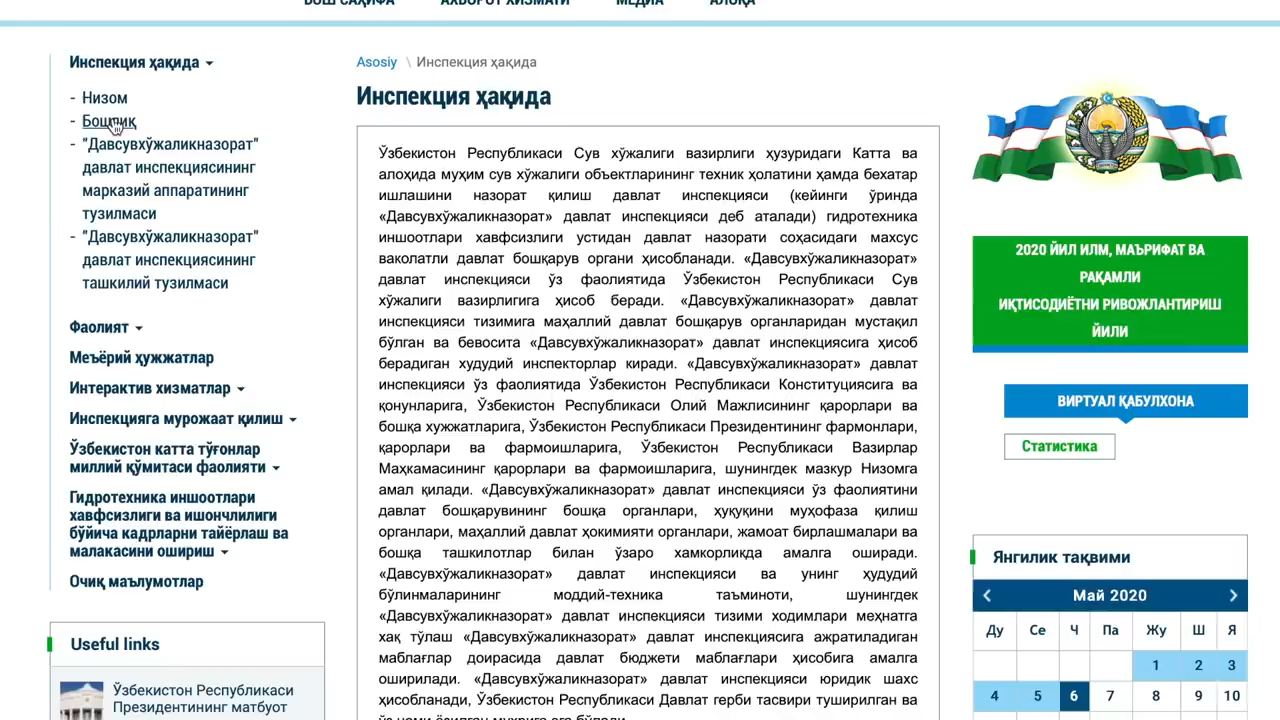 БОШ САҲИФА
АХБОРОТ ХИЗМАТИ
МЕДИА
АЛОҚА
Инспекция ҳақида
- Низом
- Бошлиқ
- "Давсувхўжаликназорат"
давлат инспекциясининг
марказий аппаратининг
тузилмаси
- "Давсувхўжаликназорат"
давлат инспекциясининг
ташкилий тузилмаси
Фаолият
Меъёрий ҳужжатлар
Интерактив хизматлар
Инспекцияга мурожаат қилиш
Ўзбекистон катта тўғонлар
миллий қўмитаси фаолияти
Гидротехника иншоотлари
хавфсизлиги ва ишончлилиги
бўйича кадрларни тайёрлаш ва
малакасини ошириш
Очиқ маълумотлар
Useful links
Ўзбекистон Республикаси
Президентининг матбуот
Asosiy \ Инспекция ҳақида
Инспекция ҳақида
Ўзбекистон Республикаси Сув хўжалиги вазирлиги ҳузуридаги Катта ва
алоҳида муҳим сув хўжалиги объектларининг техник ҳолатини ҳамда бехатар
ишлашини назорат қилиш давлат инспекцияси (кейинги ўринда
«Давсувхўжаликназорат» давлат инспекцияси деб аталади) гидротехника
иншоотлари хавфсизлиги устидан давлат назорати соҳасидаги махсус
ваколатли давлат бошқарув органи ҳисобланади. «Давсувхўжаликназорат»
давлат инспекцияси ўз фаолиятида Ўзбекистон Республикаси Сув
хўжалиги вазирлигига ҳисоб беради. «Давсувхўжаликназорат» давлат
инспекцияси тизимига маҳаллий давлат бошқарув органларидан мустақил
бўлган ва бевосита «Давсувхўжаликназорат» давлат инспекциясига ҳисоб
берадиган худудий инспекторлар киради. «Давсувхўжаликназорат» давлат
инспекцияси ўз фаолиятида Ўзбекистон Республикаси Конституциясига ва
қонунларига, Ўзбекистон Республикаси Олий Мажлисининг қарорлари ва
бошқа хужжатларига, Ўзбекистон Республикаси Президентининг фармонлари,
қарорлари ва фармоишларига, Ўзбекистон Республикаси Вазирлар
Маҳкамасининг қарорлари ва фармоишларига, шунингдек мазкур Низомга
амал қилади. «Давсувхўжаликназорат» давлат инспекцияси ўз фаолиятини
давлат бошқарувининг бошқа органлари, ҳуқуқини муҳофаза қилиш
органлари, маҳаллий давлат ҳокимияти органлари, жамоат бирлашмалари ва
бошқа ташкилотлар билан ўзаро хамкорликда амалга оширади.
«Давсувхўжаликназорат» давлат инспекцияси ва унинг ҳудудий
бўлинмаларининг моддий-техника таъминоти, шунингдек
«Давсувхўжаликназорат» давлат инспекцияси тизими ходимлари меҳнатга
хақ тўлаш «Давсувхўжаликназорат» давлат инспекциясига ажратиладиган
маблағлар доирасида давлат бюджети маблағлари ҳисобига амалга
оширилади. «Давсувхўжаликназорат» давлат инспекцияси юридик шахс
ҳисобланади, Ўзбекистон Республикаси Давлат герби тасвири туширилган ва
2020 ЙИЛ ИЛМ, МАЪРИФАТ ВА
РАҚАМЛИ
ИҚТИСОДИЁТНИ РИВОЖЛАНТИРИШ
ЙИЛИ
ВИРТУАЛ ҚАБУЛХОНА
Статистика
Янгилик тақвими
Май 2020
Ду Се Ч Па Жу Ш Я
1 2 3
4 5 6 7 8 9 10